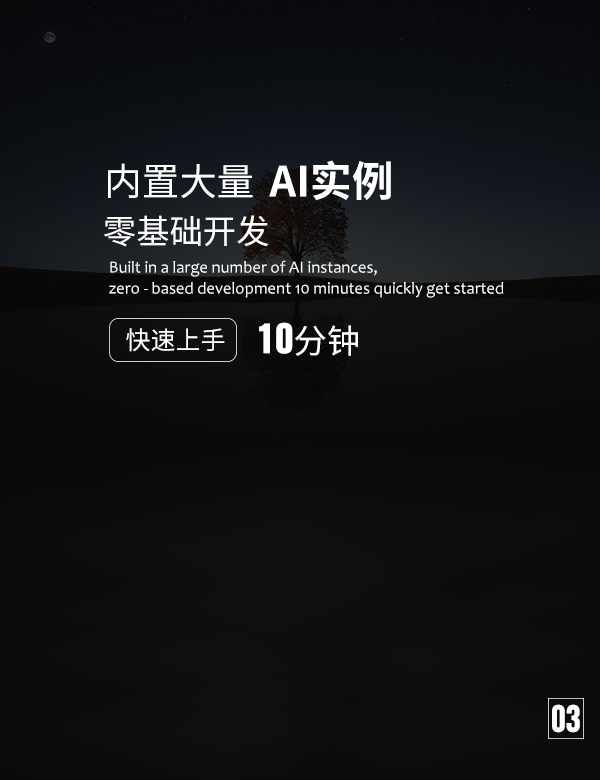 内置大量 AI实例
零基础开发
Built in a large number of AI instances,
zero - based development 10 minutes quickly get started
快速上手 10分钟
03